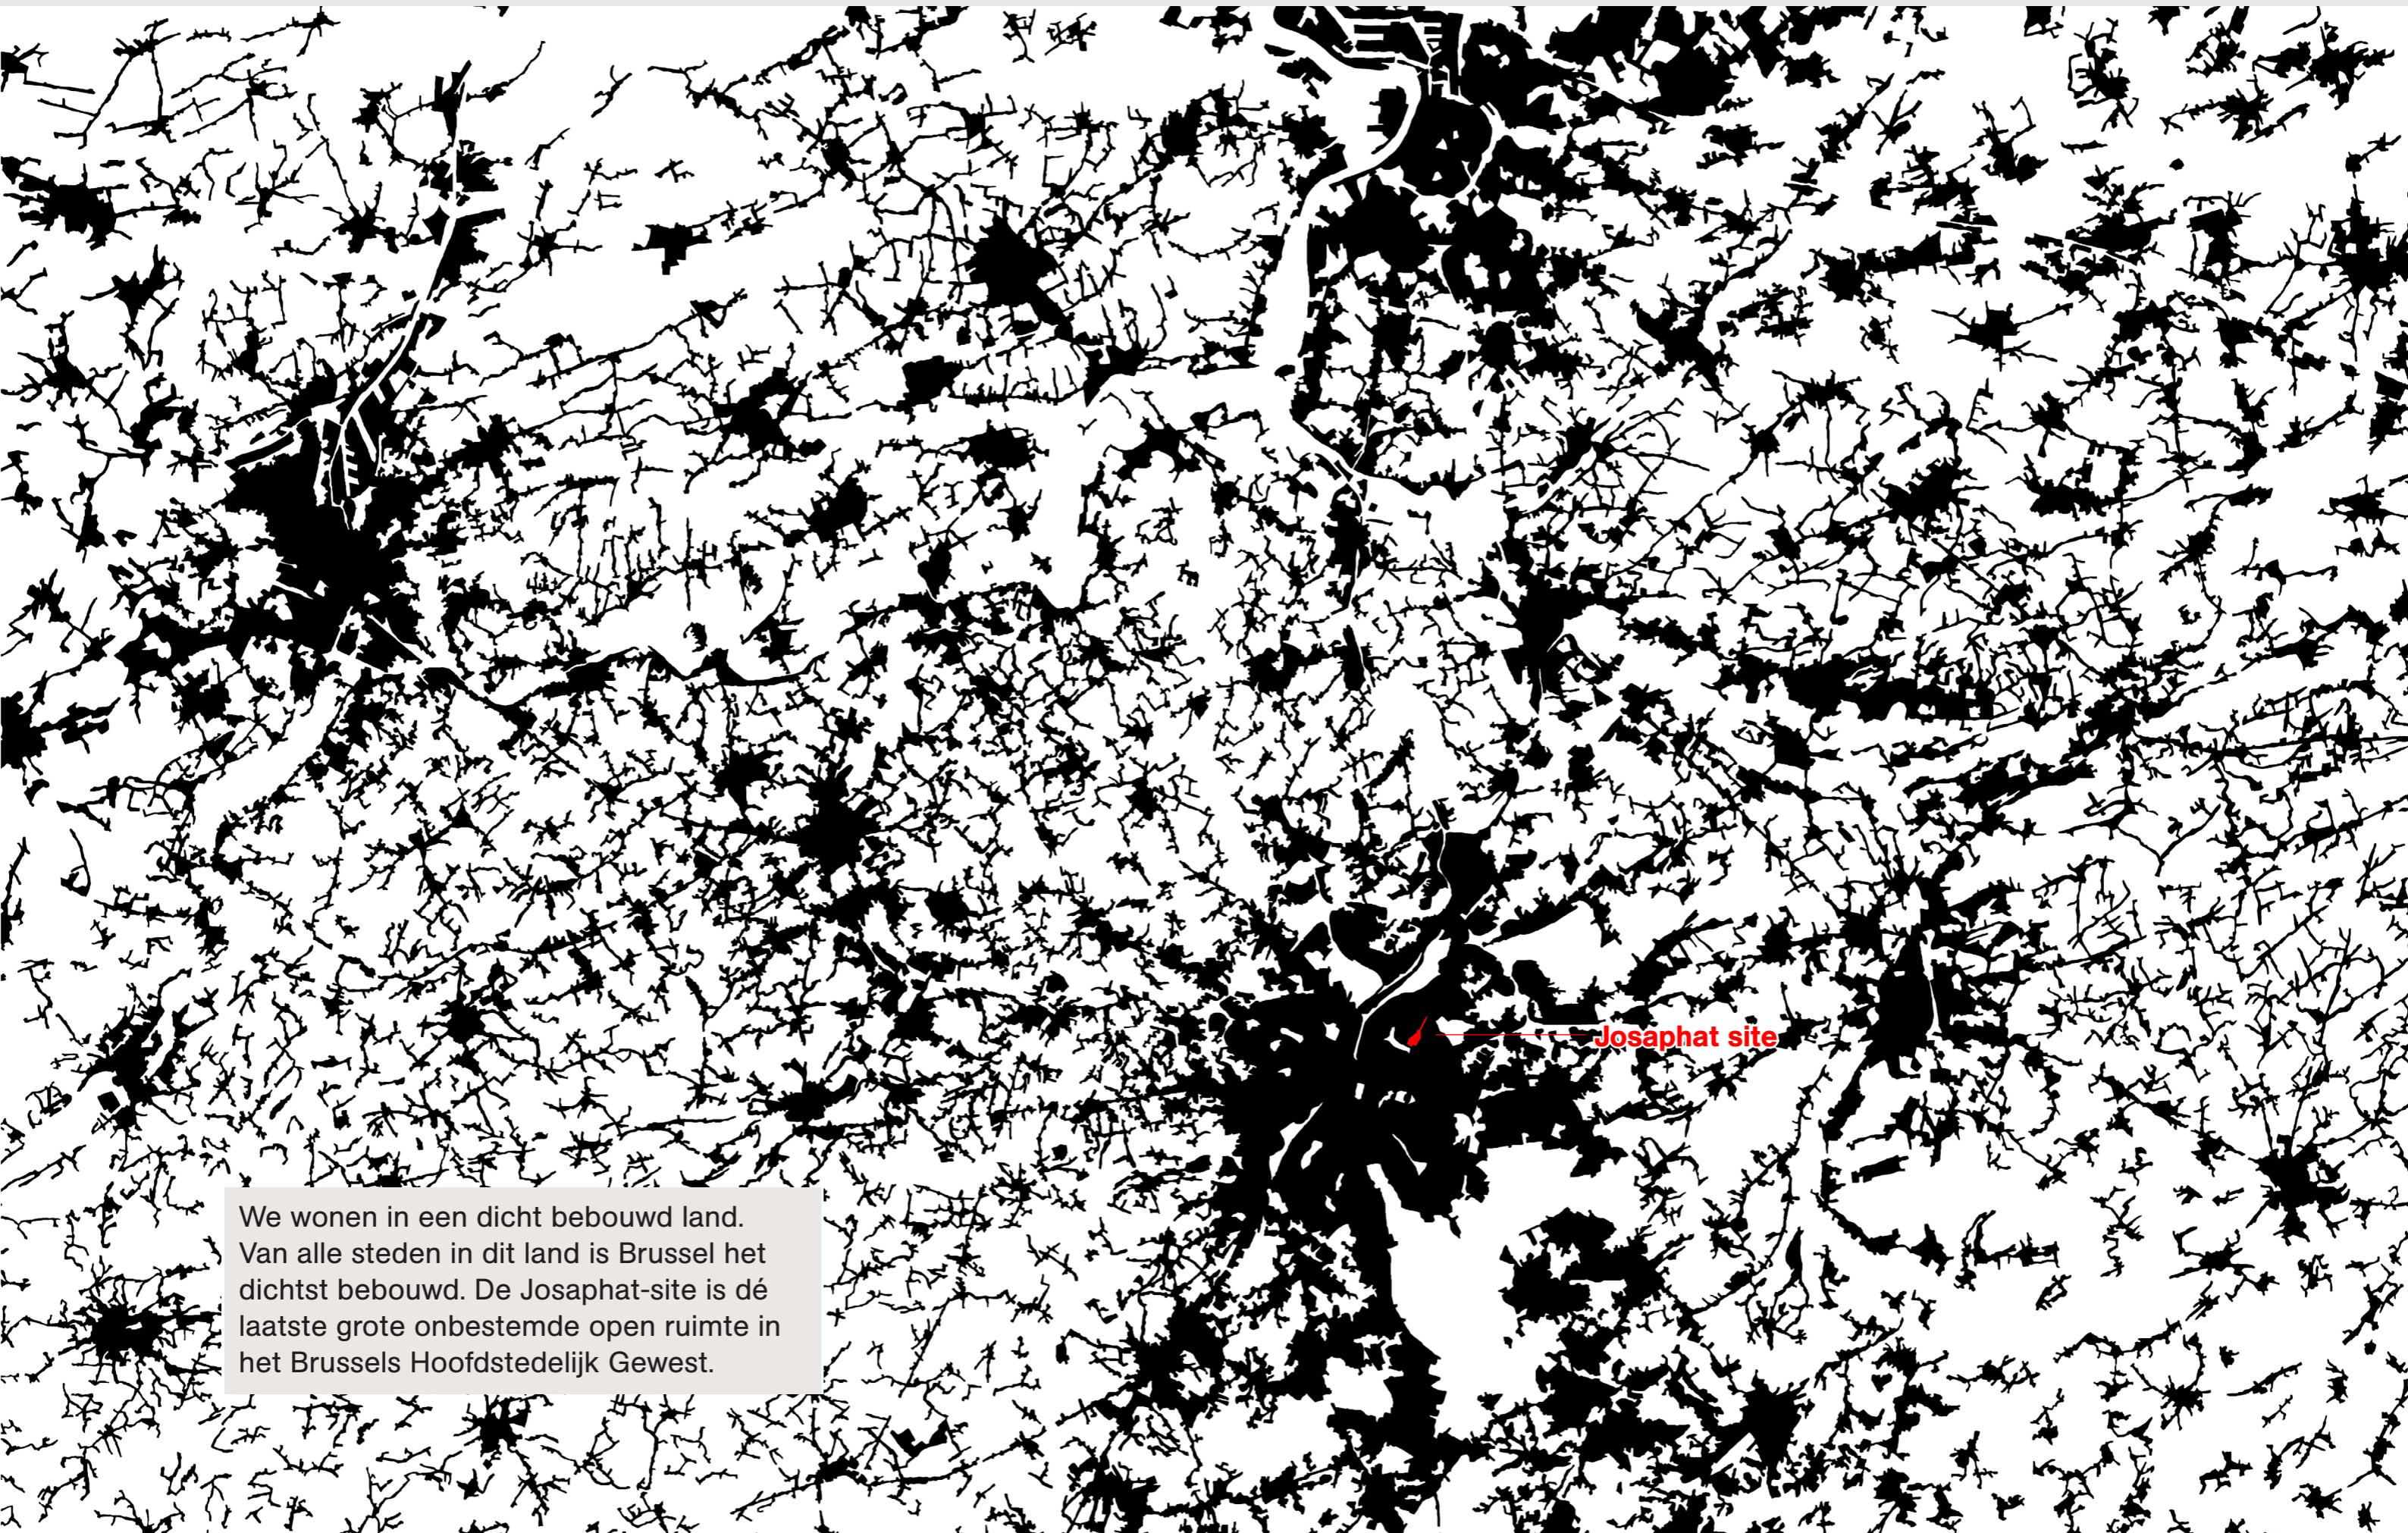 Josaphat site
We wonen in een dicht bebouwd land.
Van alle steden in dit land is Brussel het
dichtst bebouwd. De Josaphat-site is dé
laatste grote onbestemde open ruimte in
het Brussels Hoofdstedelijk Gewest.